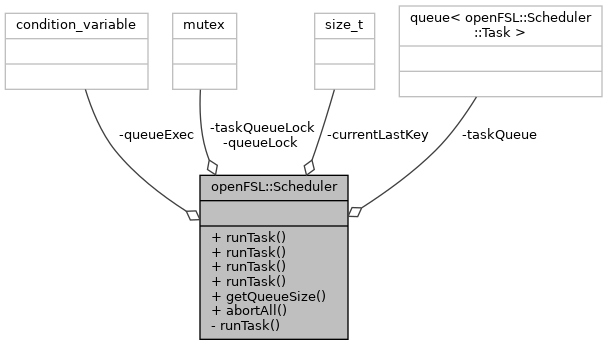 condition_variable
mutex
size_t
queue< openFSL::Scheduler
::Task >
-queueExec
-taskQueueLock
-queueLock
-currentLastKey
-taskQueue
openFSL::Scheduler
+ runTask()
+ runTask()
+ runTask()
+ runTask()
+ getQueueSize()
+ abortAll()
- runTask()